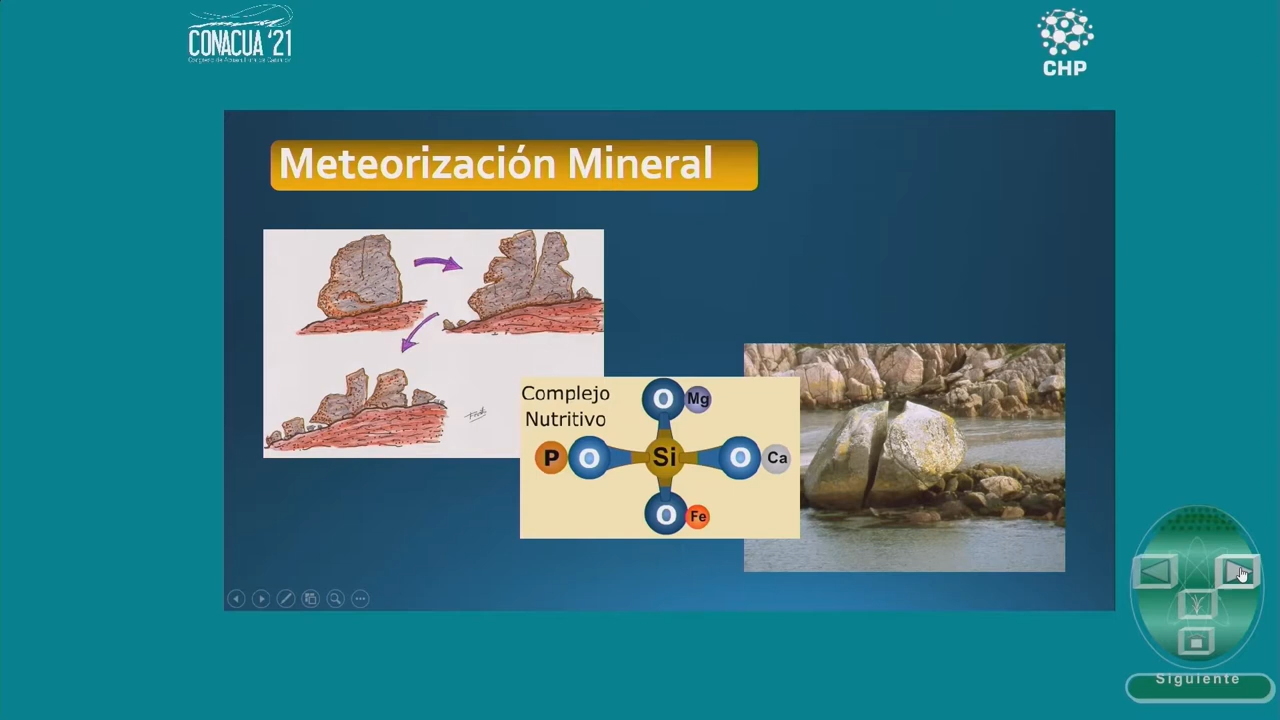 CONACUA '21
CHP
Meteorización Mineral
Complejo
Nutritivo
O Mg
P O Si O Ca
O Fe
Siguiente